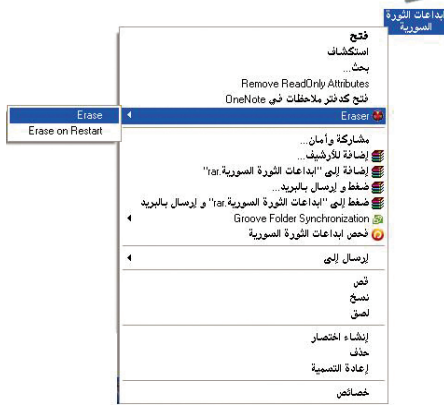 ابداعات الثورة
السورية
فتح
استكشاف
بحث...
Remove ReadOnly Attributes
فتح كدفتر ملاحظات في OneNote
Eraser
Erase
Erase on Restart
مشاركة وأمان...
إضافة للأرشيف...
إضافة إلى "ابداعات الثورة السورية.rar"
ضغط و إرسال بالبريد...
ضغط إلى "ابداعات الثورة السورية.rar" و إرسال بالبريد
Groove Folder Synchronization
فحص ابداعات الثورة السورية
إرسال إلى
قص
نسخ
لصق
إنشاء اختصار
حذف
إعادة التسمية
خصائص